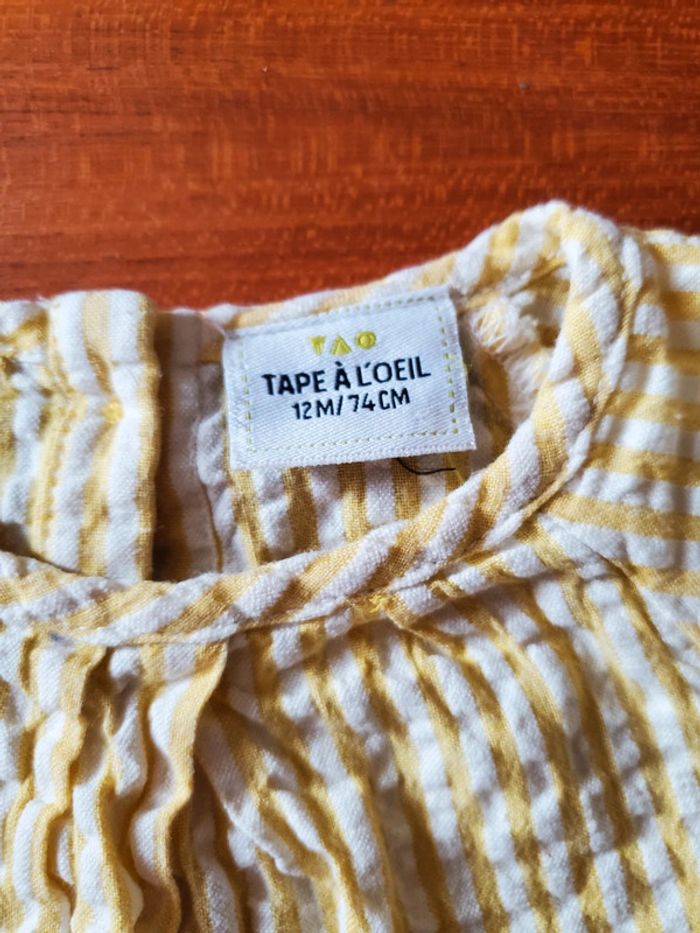 TAO
TAPE À L'OEIL
12M/74CM